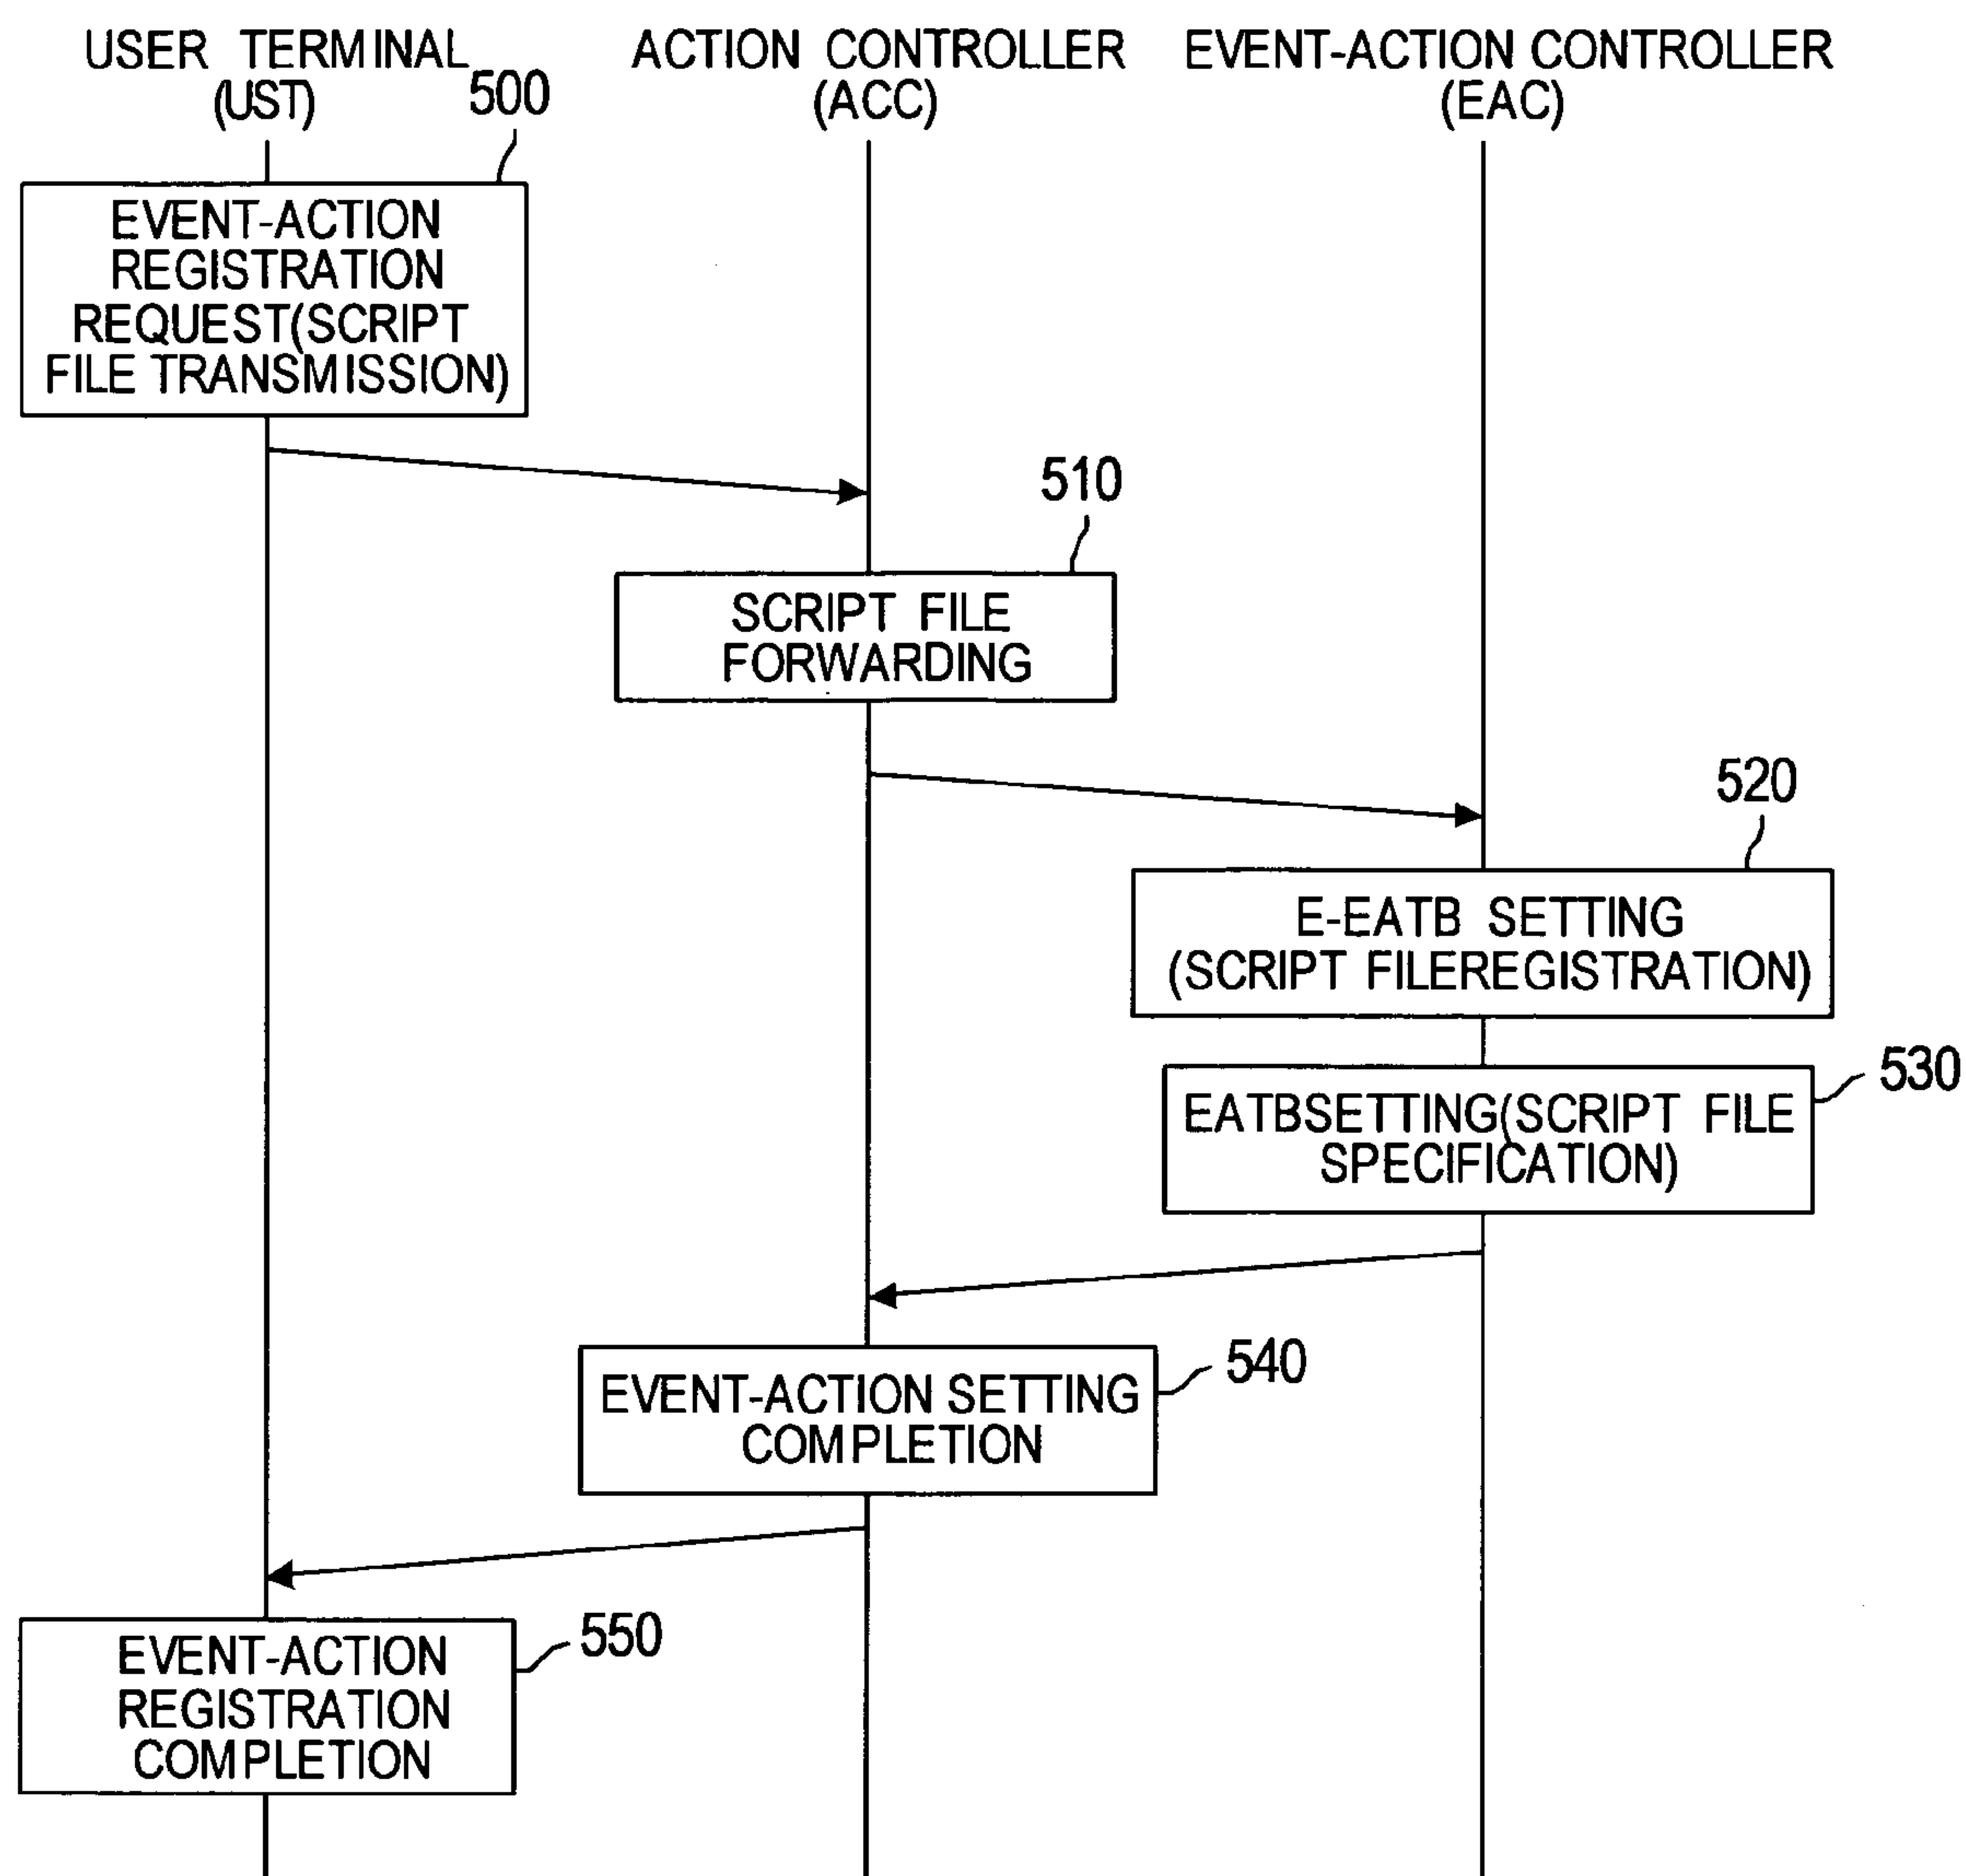 USER TERMINAL
(UST)
ACTION CONTROLLER
(ACC)
EVENT-ACTION CONTROLLER
(EAC)
500
EVENT-ACTION
REGISTRATION
REQUEST(SCRIPT
FILE TRANSMISSION)
510
SCRIPT FILE
FORWARDING
520
E-EATB SETTING
(SCRIPT FILEREGISTRATION)
530
EATBSETTING(SCRIPT FILE
SPECIFICATION)
540
EVENT-ACTION SETTING
COMPLETION
550
EVENT-ACTION
REGISTRATION
COMPLETION